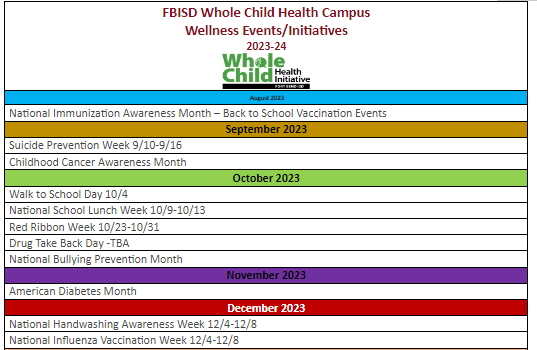 FBISD Whole Child Health Campus
Wellness Events/Initiatives
2023-24
Whole
Child Health
Initiative
FORT BEND ISD
August 2023
National Immunization Awareness Month – Back to School Vaccination Events
September 2023
Suicide Prevention Week 9/10-9/16
Childhood Cancer Awareness Month
October 2023
Walk to School Day 10/4
National School Lunch Week 10/9-10/13
Red Ribbon Week 10/23-10/31
Drug Take Back Day -TBA
National Bullying Prevention Month
November 2023
American Diabetes Month
December 2023
National Handwashing Awareness Week 12/4-12/8
National Influenza Vaccination Week 12/4-12/8